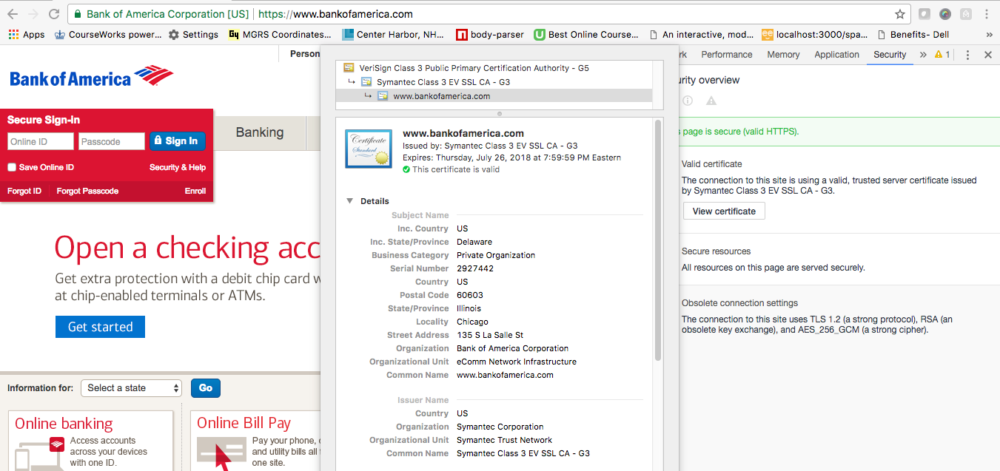 Bank of America Corporation [US] | https://www.bankofamerica.com
Apps CourseWorks power... Settings MGRS Coordinates... Center Harbor, NH... body-parser Best Online Course... An interactive, mod... localhost:3000/spa... Benefits- Dell »
Person
Bank of America
Secure Sign-In
Online ID Passcode Sign In
Save Online ID Security & Help
Forgot ID Forgot Passcode Enroll
Banking
Open a checking acc
Get extra protection with a debit chip card w
at chip-enabled terminals or ATMs.
Get started
Information for: Select a state Go
Online banking
Access accounts
across your devices
with one ID.
Online Bill Pay
Pay your phone,
and utility bills all
one site.
VeriSign Class 3 Public Primary Certification Authority - G5
Symantec Class 3 EV SSL CA - G3
www.bankofamerica.com
Certificate
Standard
www.bankofamerica.com
Issued by: Symantec Class 3 EV SSL CA - G3
Expires: Thursday, July 26, 2018 at 7:59:59 PM Eastern
This certificate is valid
Details
Subject Name
Inc. Country US
Inc. State/Province Delaware
Business Category Private Organization
Serial Number 2927442
Country US
Postal Code 60603
State/Province Illinois
Locality Chicago
Street Address 135 S La Salle St
Organization Bank of America Corporation
Organizational Unit eComm Network Infrastructure
Common Name www.bankofamerica.com
Issuer Name
Country US
Organization Symantec Corporation
Organizational Unit Symantec Trust Network
Common Name Symantec Class 3 EV SSL CA - G3
rk Performance Memory Application Security » 1
urity overview
s page is secure (valid HTTPS).
Valid certificate
The connection to this site is using a valid, trusted server certificate issued
by Symantec Class 3 EV SSL CA - G3.
View certificate
Secure resources
All resources on this page are served securely.
Obsolete connection settings
The connection to this site uses TLS 1.2 (a strong protocol), RSA (an
obsolete key exchange), and AES_256_GCM (a strong cipher).